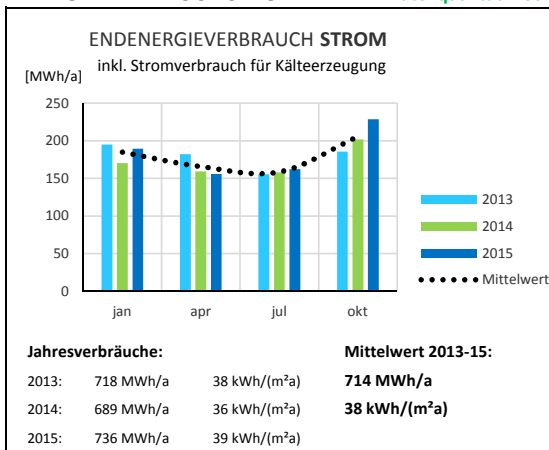 ENDENERGIEVERBRAUCH STROM
inkl. Stromverbrauch für Kälteerzeugung
[MWh/a]
250
200
150
100
50
0
jan apr jul okt
2013
2014
2015
Mittelwert
Jahresverbräuche: Mittelwert 2013-15:
2013: 718 MWh/a 38 kWh/(m²a) 714 MWh/a
2014: 689 MWh/a 36 kWh/(m²a) 38 kWh/(m²a)
2015: 736 MWh/a 39 kWh/(m²a)